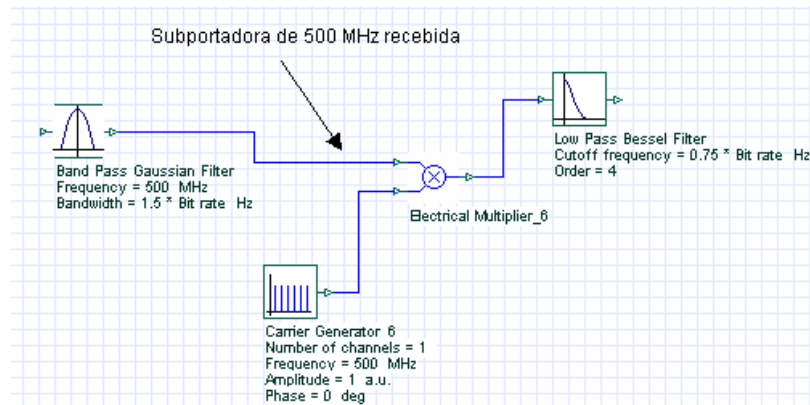 Subportadora de 500 MHz recebida
Band Pass Gaussian Filter
Frequency = 500 MHz
Bandwidth = 1.5 * Bit rate Hz
Low Pass Bessel Filter
Cutoff frequency = 0.75 * Bit rate Hz
Order = 4
Electrical Multiplier_6
Carrier Generator_6
Number of channels = 1
Frequency = 500 MHz
Amplitude = 1 a.u.
Phase = 0 deg